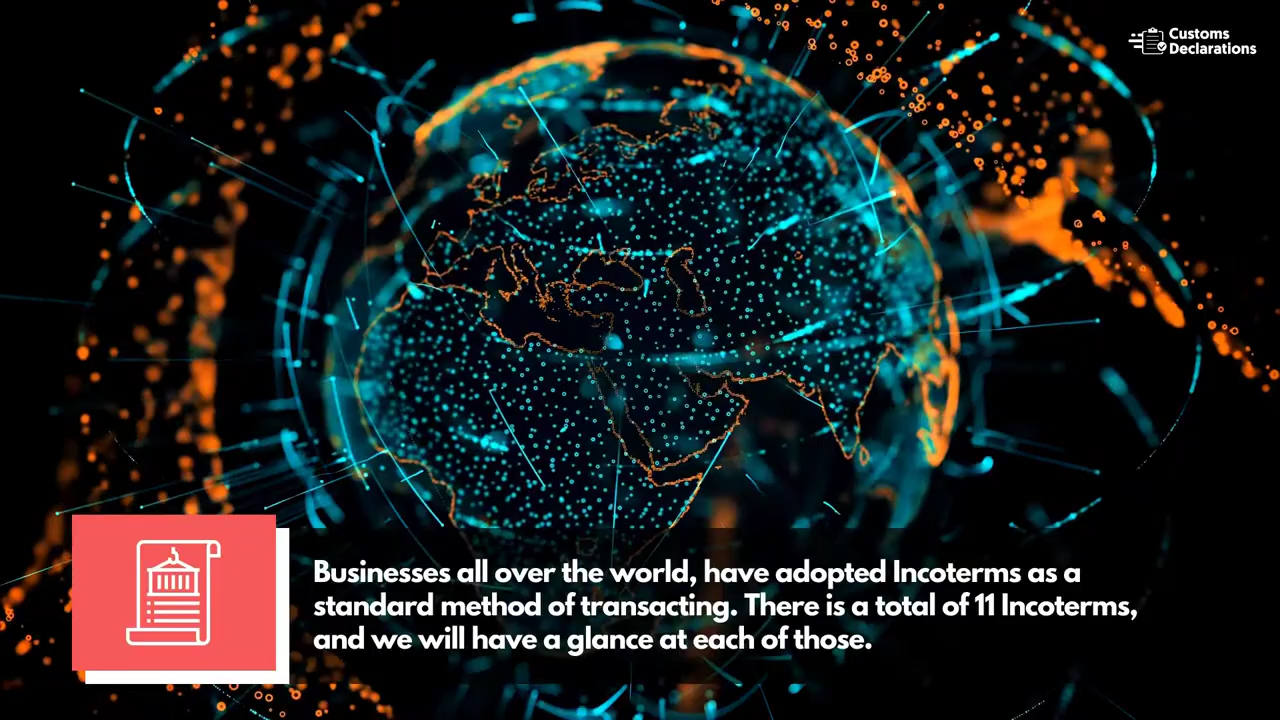 Customs
Declarations
Businesses all over the world, have adopted Incoterms as a
standard method of transacting. There is a total of 11 Incoterms,
and we will have a glance at each of those.